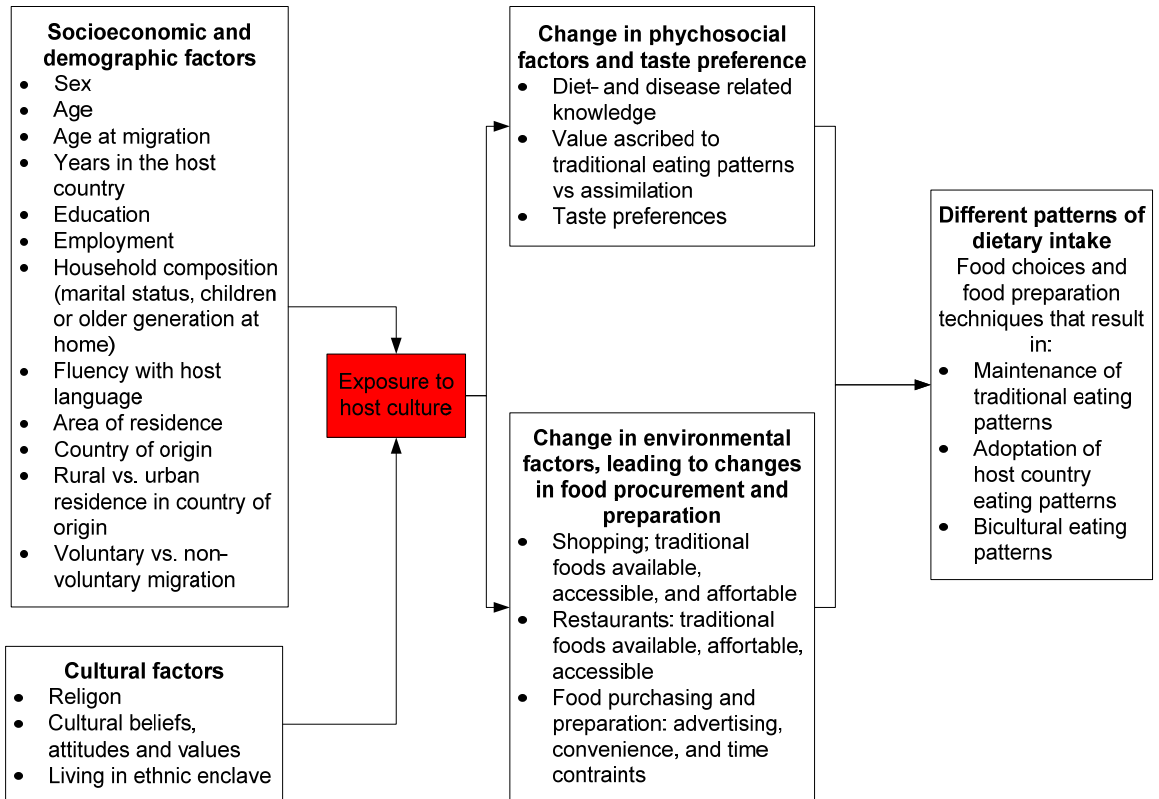 Socioeconomic and
demographic factors
• Sex
• Age
• Age at migration
• Years in the host
country
• Education
• Employment
• Household composition
(marital status, children
or older generation at
home)
• Fluency with host
language
• Area of residence
• Country of origin
• Rural vs. urban
residence in country of
origin
• Voluntary vs. non-
voluntary migration
Cultural factors
• Religon
• Cultural beliefs,
attitudes and values
• Living in ethnic enclave
Exposure to
host culture
Change in phychosocial
factors and taste preference
• Diet- and disease related
knowledge
• Value ascribed to
traditional eating patterns
vs assimilation
• Taste preferences
Change in environmental
factors, leading to changes
in food procurement and
preparation
• Shopping; traditional
foods available,
accessible, and affortable
• Restaurants: traditional
foods available, affortable,
accessible
• Food purchasing and
preparation: advertising,
convenience, and time
contraints
Different patterns of
dietary intake
Food choices and
food preparation
techniques that result
in:
• Maintenance of
traditional eating
patterns
• Adoptation of
host country
eating patterns
• Bicultural eating
patterns